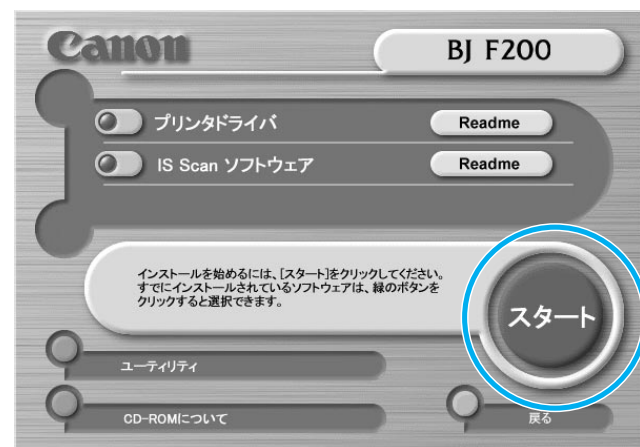 Canon
BJ F200
プリンタドライバ
Readme
IS Scan ソフトウェア
Readme
インストールを始めるには、[スタート]をクリックしてください。
すでにインストールされているソフトウェアは、緑のボタンを
クリックすると選択できます。
スタート
ユーティリティ
CD-ROMについて
戻る